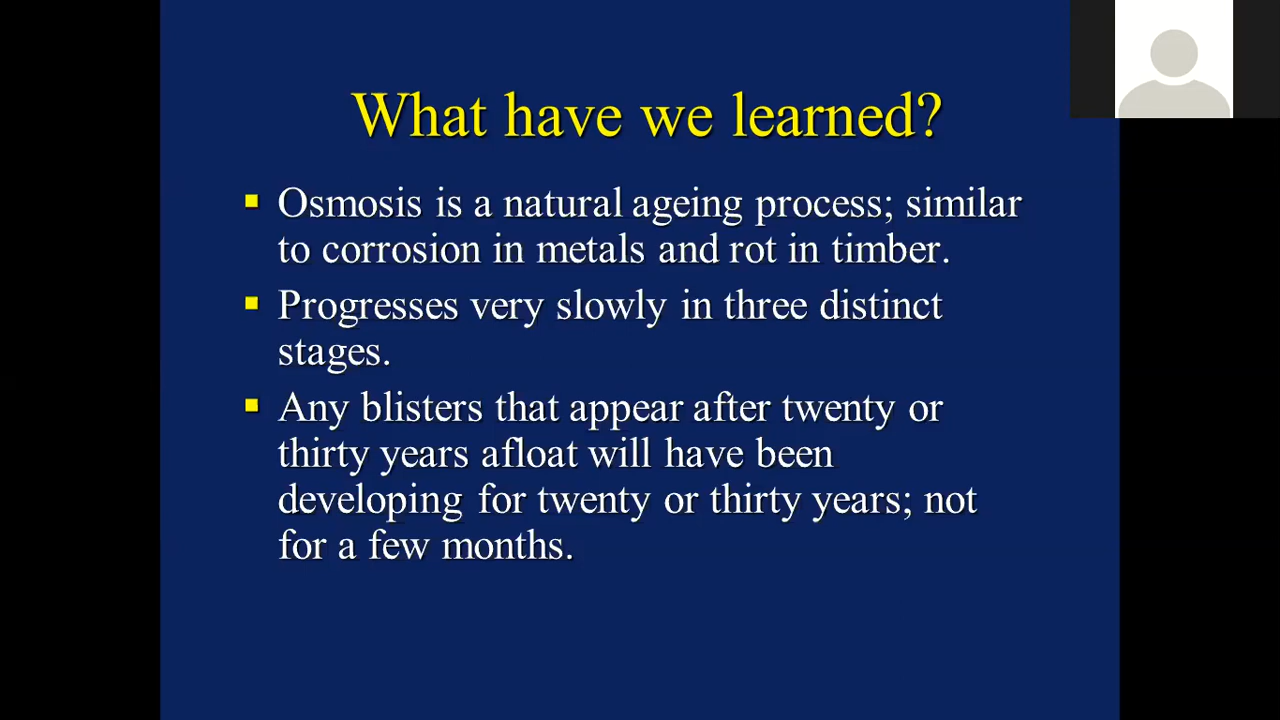 What have we learned?
Osmosis is a natural ageing process; similar
to corrosion in metals and rot in timber.
Progresses very slowly in three distinct
stages.
Any blisters that appear after twenty or
thirty years afloat will have been
developing for twenty or thirty years; not
for a few months.